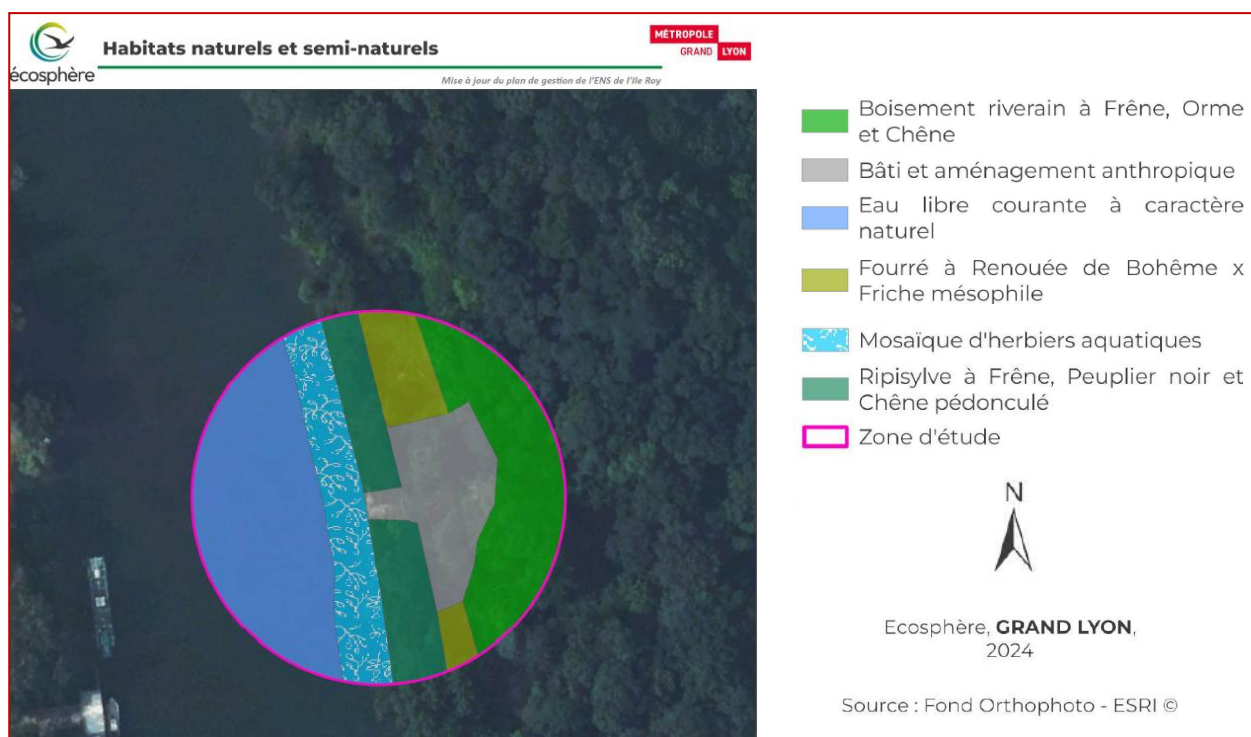 écosphère
Habitats naturels et semi-naturels
MÉTROPOLE
GRAND LYON
Mise à jour du plan de gestion de l'ENS de l'Ile Roy
Boisement riverain à Frêne, Orme
et Chêne
Bâti et aménagement anthropique
Eau libre courante à caractère
naturel
Fourré à Renouée de Bohême x
Friche mésophile
Mosaïque d'herbiers aquatiques
Ripisylve à Frêne, Peuplier noir et
Chêne pédonculé
Zone d'étude
N
Ecosphère, GRAND LYON,
2024
Source : Fond Orthophoto - ESRI ©